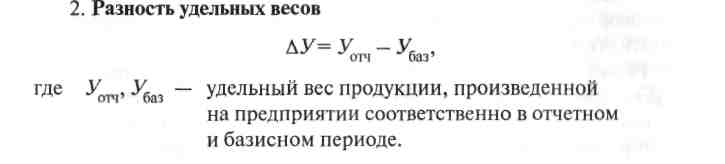 2. Разность удельных весов
ΔУ = Уотч – Убаз,
где Уотч, Убаз — удельный вес продукции, произведенной
на предприятии соответственно в отчетном
и базисном периоде.